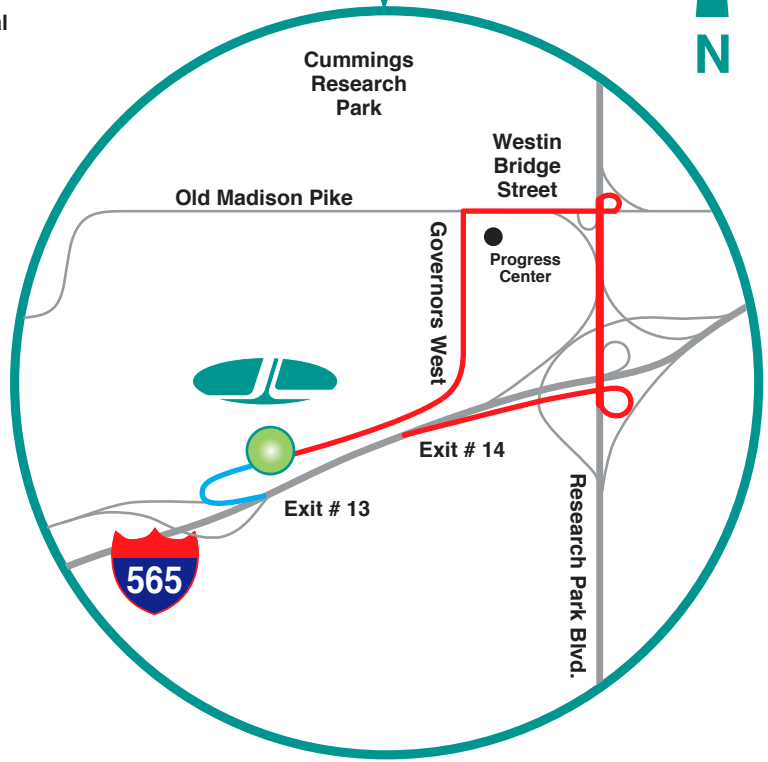 al
N
Cummings
Research
Park
Westin
Bridge
Street
Old Madison Pike
Governors West
Progress
Center
Exit # 14
Exit # 13
Research Park Blvd.
565